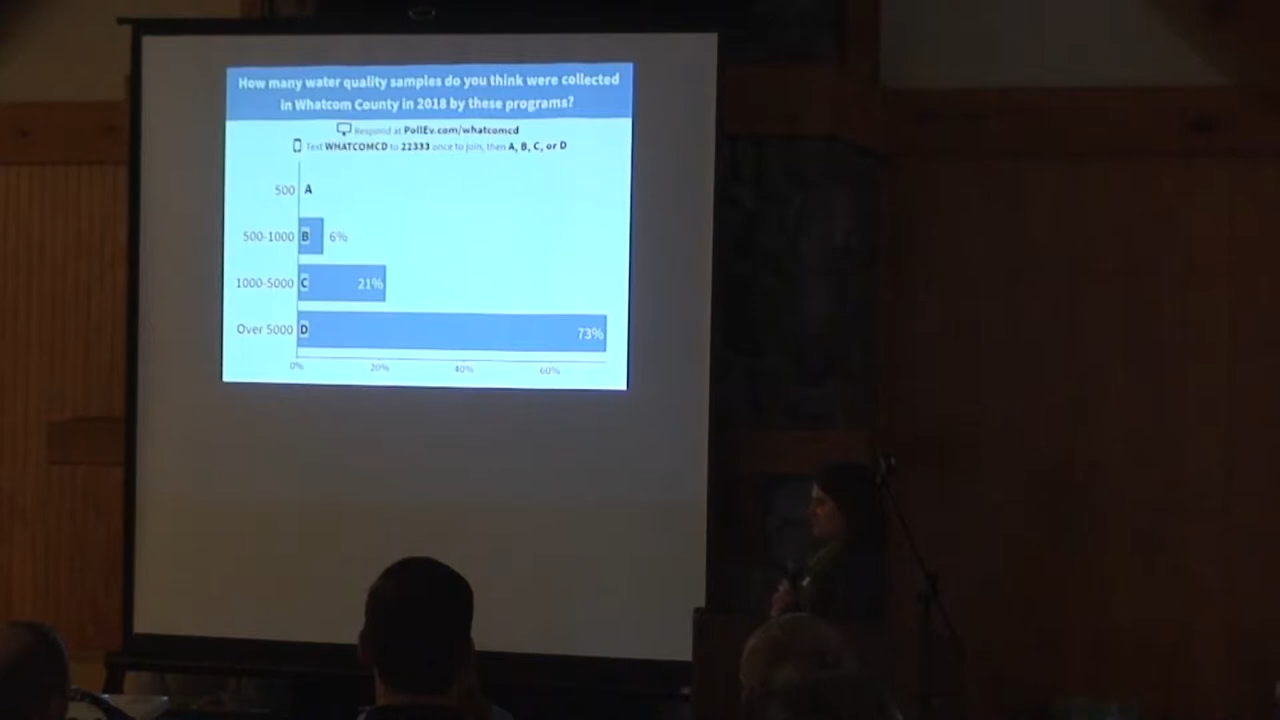 How many water quality samples do you think were collected
in Whatcom County in 2018 by these programs?
Respond at PollEv.com/whatcomcd
Text WHATCOMCD to 22333 once to join, then A, B, C, or D
500 A
500-1000 B 6%
1000-5000 C 21%
Over 5000 D 73%
0% 20% 40% 60%